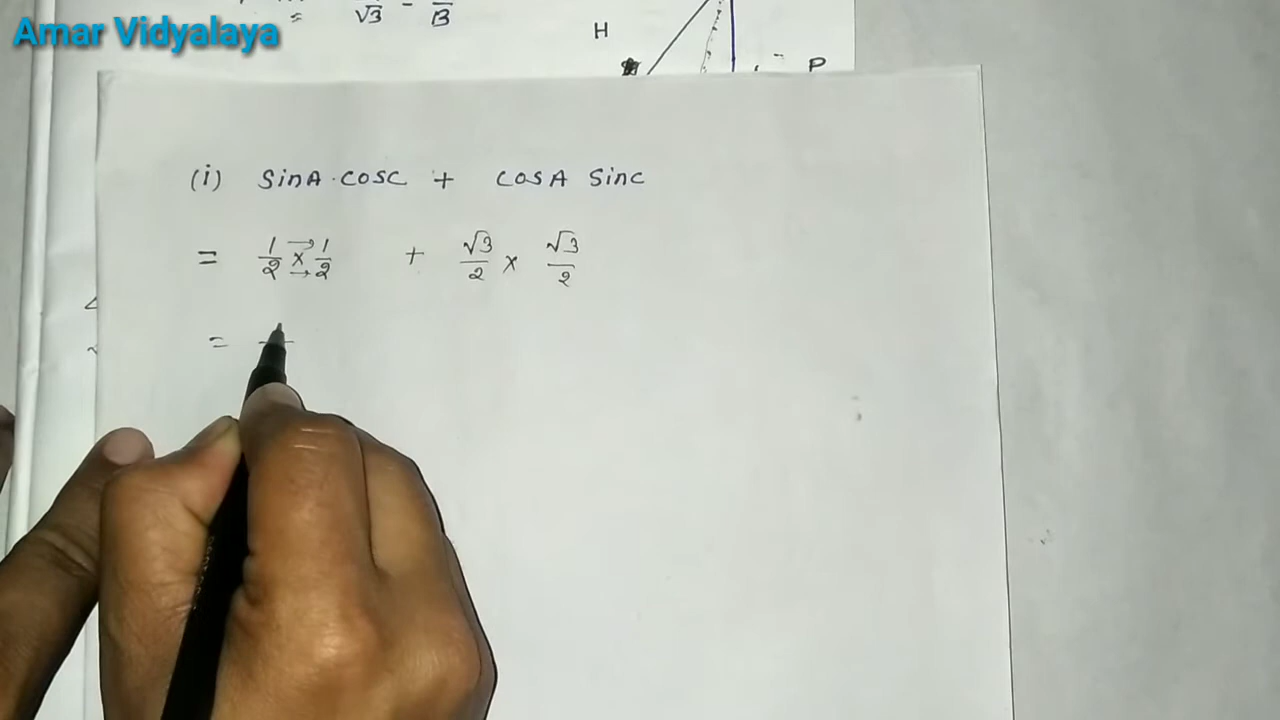 Amar Vidyalaya
= √3 -
H
P
(i) SinA · COSC + COSA SinC
= 1/2 × 1/2 + √3/2 × √3/2
=